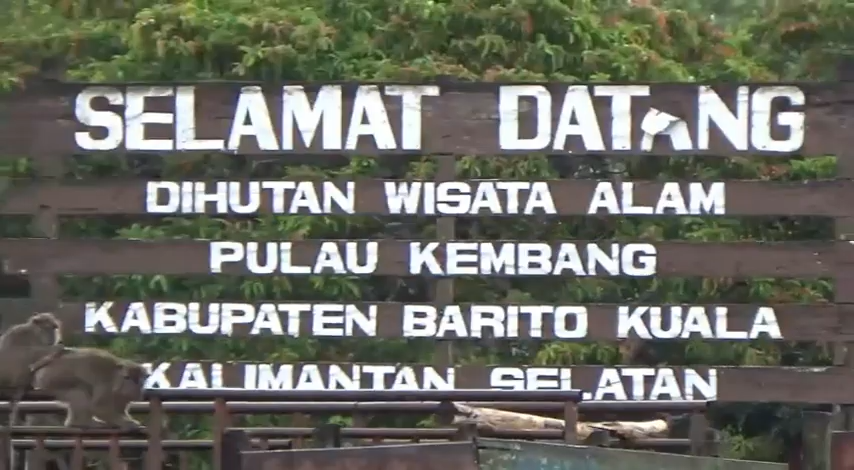 SELAMAT DATANG
DIHUTAN WISATA ALAM
PULAU KEMBANG
KABUPATEN BARITO KUALA
KALIMANTAN SELATAN